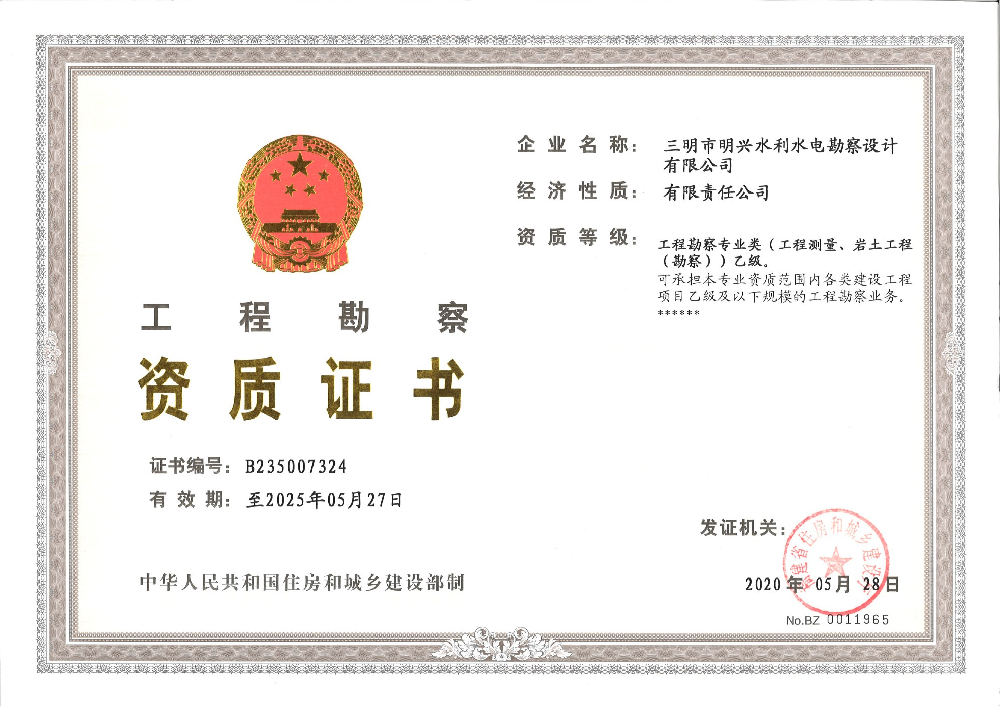 工程勘察
资质证书
证书编号：B235007324
有效期：至2025年05月27日
中华人民共和国住房和城乡建设部制
企业名称：三明市明兴水利水电勘察设计
有限公司
经济性质：有限责任公司
资质等级：工程勘察专业类（工程测量、岩土工程
（勘察））乙级。
可承担本专业资质范围内各类建设工程
项目乙级及以下规模的工程勘察业务。
******
发证机关：
福建省住房和城乡建设厅
2020年05月28日
No.BZ 0011965